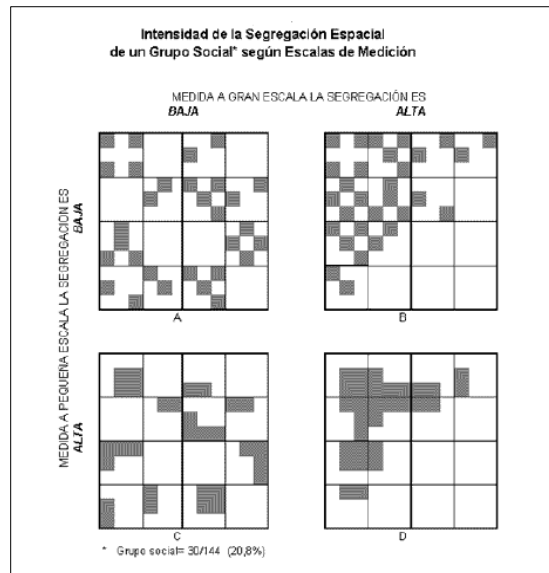 Intensidad de la Segregación Espacial
de un Grupo Social* según Escalas de Medición
MEDIDA A GRAN ESCALA LA SEGREGACIÓN ES
BAJA
ALTA
MEDIDA A PEQUEÑA ESCALA LA SEGREGACIÓN ES
BAJA
ALTA
A
B
C
D
* Grupo social= 30/144 (20,8%)